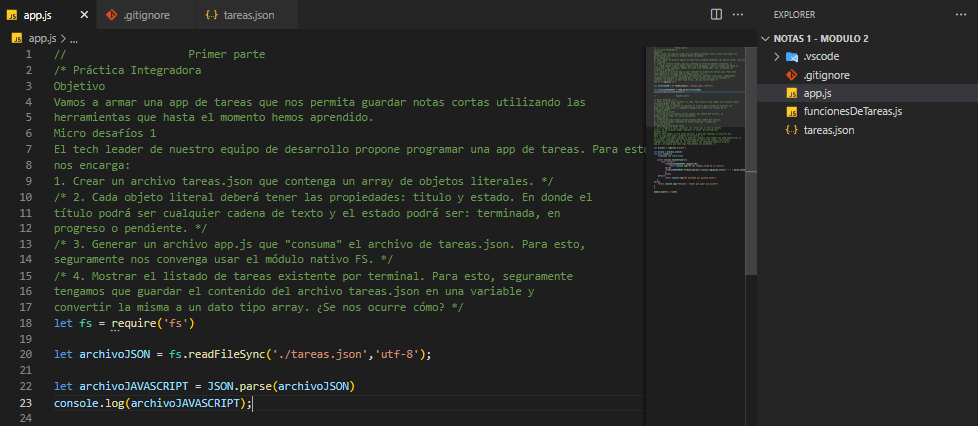 app.js
.gitignore
{..} tareas.json
EXPLORER
app.js > ...
NOTAS 1 - MODULO 2
.vscode
.gitignore
app.js
funcionesDeTareas.js
{..} tareas.json
1 // Primer parte
2 /* Práctica Integradora
3 Objetivo
4 Vamos a armar una app de tareas que nos permita guardar notas cortas utilizando las
5 herramientas que hasta el momento hemos aprendido.
6 Micro desafíos 1
7 El tech leader de nuestro equipo de desarrollo propone programar una app de tareas. Para esto
8 nos encarga:
9 1. Crear un archivo tareas.json que contenga un array de objetos literales. */
10 /* 2. Cada objeto literal deberá tener las propiedades: titulo y estado. En donde el
11 título podrá ser cualquier cadena de texto y el estado podrá ser: terminada, en
12 progreso o pendiente. */
13 /* 3. Generar un archivo app.js que "consuma" el archivo de tareas.json. Para esto,
14 seguramente nos convenga usar el módulo nativo FS. */
15 /* 4. Mostrar el listado de tareas existente por terminal. Para esto, seguramente
16 tengamos que guardar el contenido del archivo tareas.json en una variable y
17 convertir la misma a un dato tipo array. ¿Se nos ocurre cómo? */
18 let fs = require('fs')
19
20 let archivoJSON = fs.readFileSync('./tareas.json','utf-8');
21
22 let archivoJAVASCRIPT = JSON.parse(archivoJSON)
23 console.log(archivoJAVASCRIPT);
24